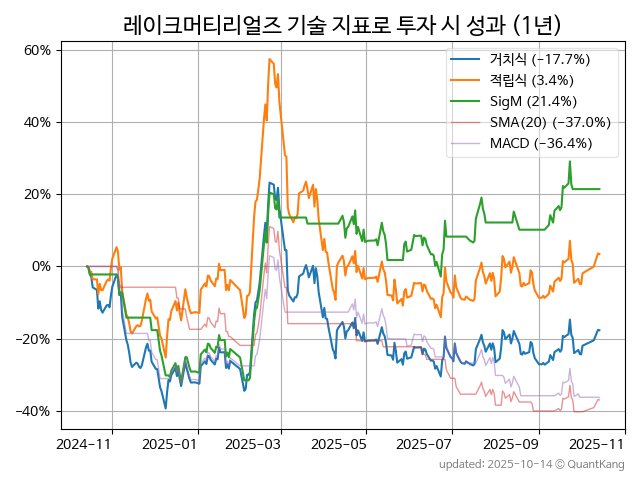 레이크머티리얼즈 기술 지표로 투자 시 성과 (1년)
거치식 (−17.7%)
적립식 (3.4%)
SigM (21.4%)
SMA(20) (−37.0%)
MACD (−36.4%)
60%
40%
20%
0%
−20%
−40%
2024-11 2025-01 2025-03 2025-05 2025-07 2025-09 2025-11
updated: 2025-10-14 © QuantKang